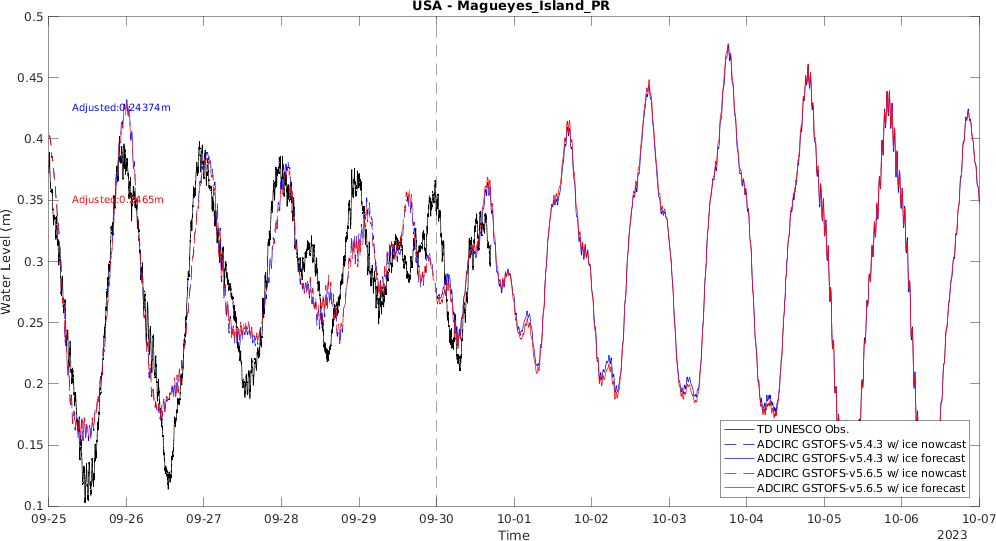 USA - Magueyes_Island_PR
Water Level (m)
0.5
0.45
0.4
0.35
0.3
0.25
0.2
0.15
0.1
Adjusted:0.24374m
Adjusted:0.2465m
TD UNESCO Obs.
ADCIRC GSTOFS-v5.4.3 w/ ice nowcast
ADCIRC GSTOFS-v5.4.3 w/ ice forecast
ADCIRC GSTOFS-v5.6.5 w/ ice nowcast
ADCIRC GSTOFS-v5.6.5 w/ ice forecast
09-25 09-26 09-27 09-28 09-29 09-30 10-01 10-02 10-03 10-04 10-05 10-06 10-07
Time
2023